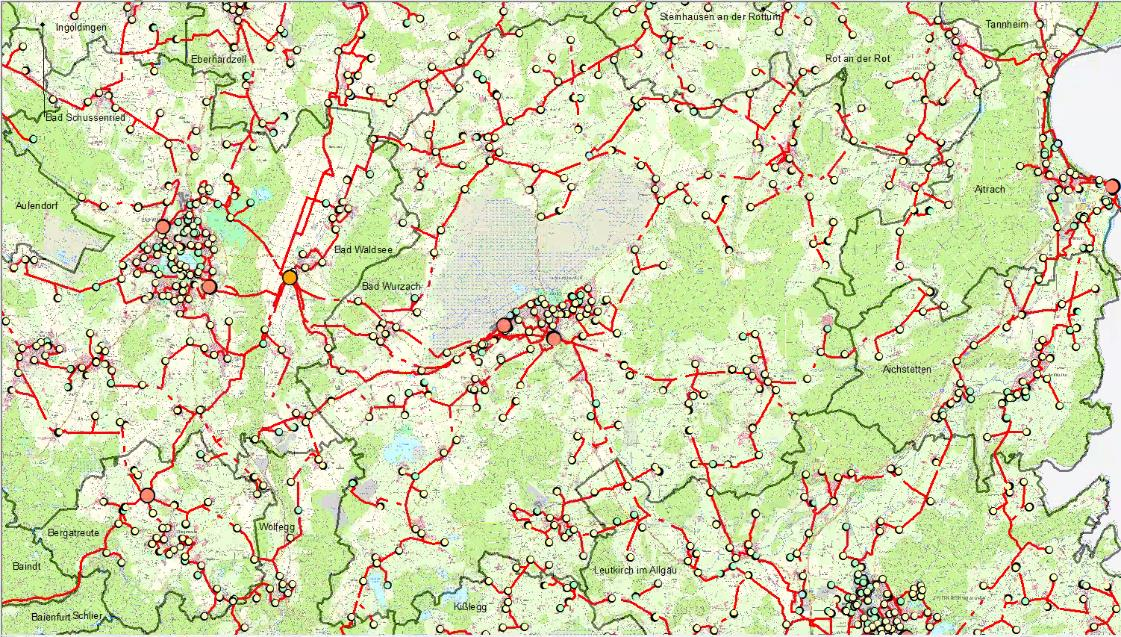 Steinhausen an der Rottum
Tannheim
Ingoldingen
Eberhardzell
Rot an der Rot
Bad Schussenried
Aitrach
Aulendorf
Bad Waldsee
Bad Wurzach
Aichstetten
Wolfegg
Bergatreute
Baindt
Leutkirch im Allgäu
Kißlegg
Baienfurt Schlier